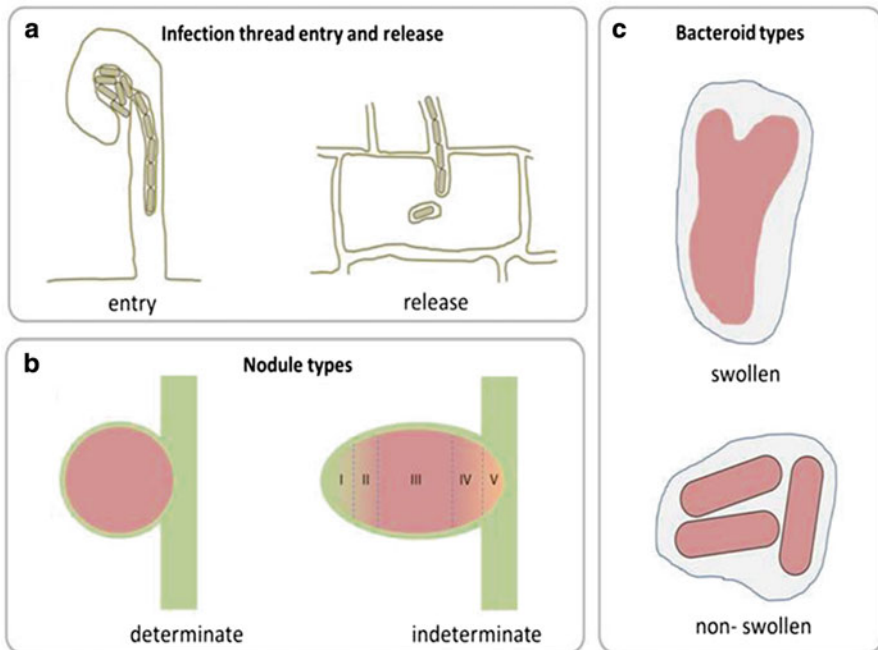 a
Infection thread entry and release
entry
release
b
Nodule types
I II III IV V
determinate
indeterminate
c
Bacteroid types
swollen
non- swollen